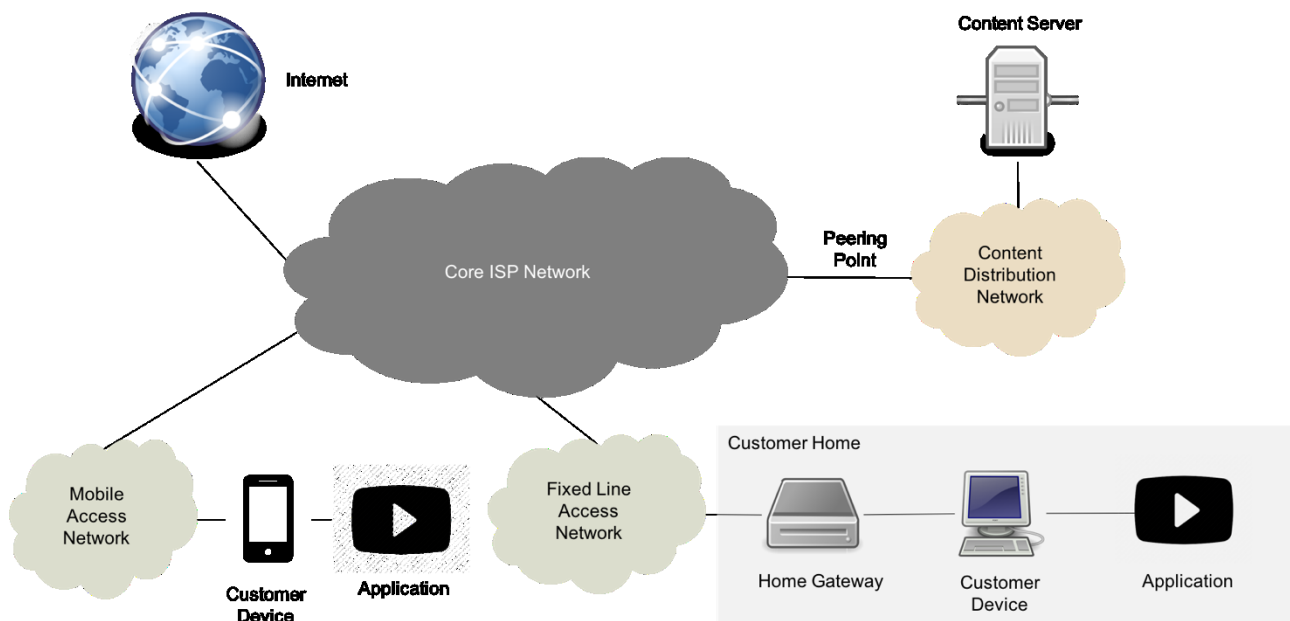 Content Server
Internet
Peering
Point
Core ISP Network
Content
Distribution
Network
Customer Home
Mobile
Access
Network
Fixed Line
Access
Network
Customer
Device
Application
Home Gateway
Customer
Device
Application